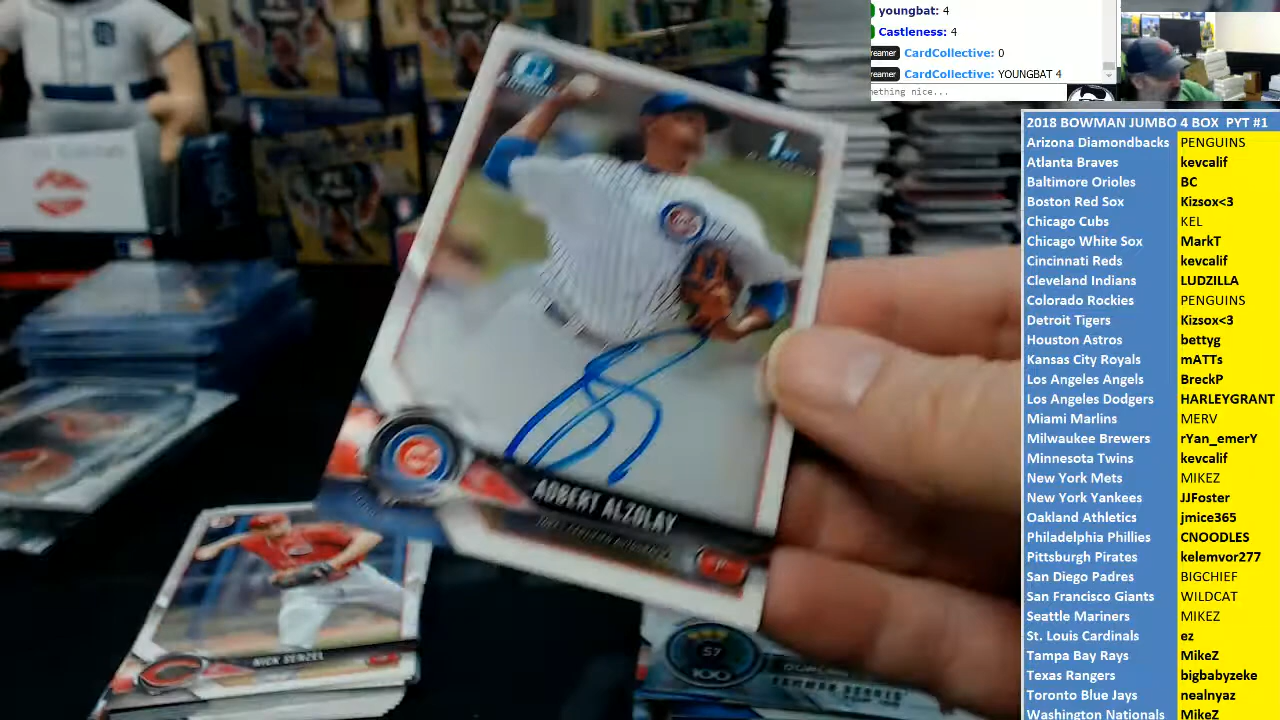 youngbat: 4
Castleness: 4
reamer CardCollective: 0
reamer CardCollective: YOUNGBAT 4
nething nice...
2018 BOWMAN JUMBO 4 BOX PYT #1
Arizona Diamondbacks PENGUINS
Atlanta Braves kevcalif
Baltimore Orioles BC
Boston Red Sox Kizsox<3
Chicago Cubs KEL
Chicago White Sox MarkT
Cincinnati Reds kevcalif
Cleveland Indians LUDZILLA
Colorado Rockies PENGUINS
Detroit Tigers Kizsox<3
Houston Astros bettyg
Kansas City Royals mATTs
Los Angeles Angels BreckP
Los Angeles Dodgers HARLEYGRANT
Miami Marlins MERV
Milwaukee Brewers rYan_emerY
Minnesota Twins kevcalif
New York Mets MIKEZ
New York Yankees JJFoster
Oakland Athletics jmice365
Philadelphia Phillies CNOODLES
Pittsburgh Pirates kelemvor277
San Diego Padres BIGCHIEF
San Francisco Giants WILDCAT
Seattle Mariners MIKEZ
St. Louis Cardinals ez
Tampa Bay Rays MikeZ
Texas Rangers bigbabyzeke
Toronto Blue Jays nealnyaz
Washington Nationals MikeZ
1st
ADBERT ALZOLAY
P
NICK SENZEL
57
100